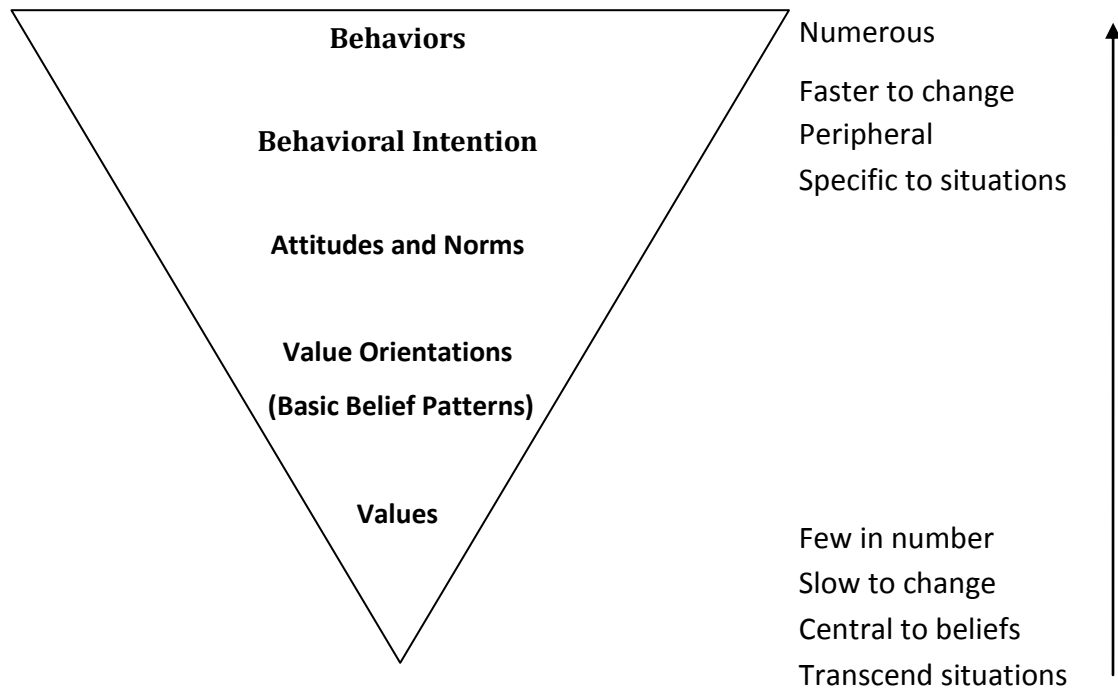 Behaviors
Numerous
Faster to change
Behavioral Intention
Peripheral
Specific to situations
Attitudes and Norms
Value Orientations
(Basic Belief Patterns)
Values
Few in number
Slow to change
Central to beliefs
Transcend situations